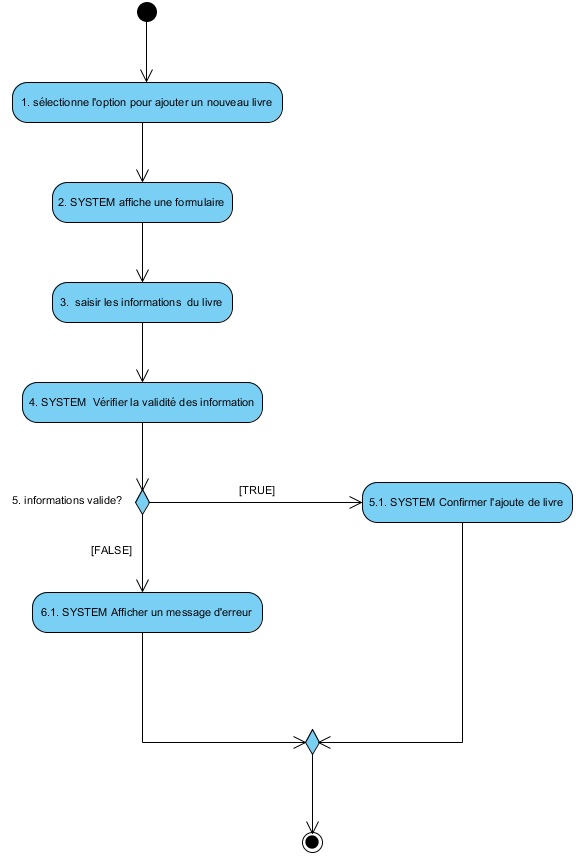 1. sélectionne l'option pour ajouter un nouveau livre
2. SYSTEM affiche une formulaire
3.  saisir les informations  du livre
4. SYSTEM  Vérifier la validité des information
5. informations valide?
[TRUE]
5.1. SYSTEM Confirmer l'ajoute de livre
[FALSE]
6.1. SYSTEM Afficher un message d'erreur